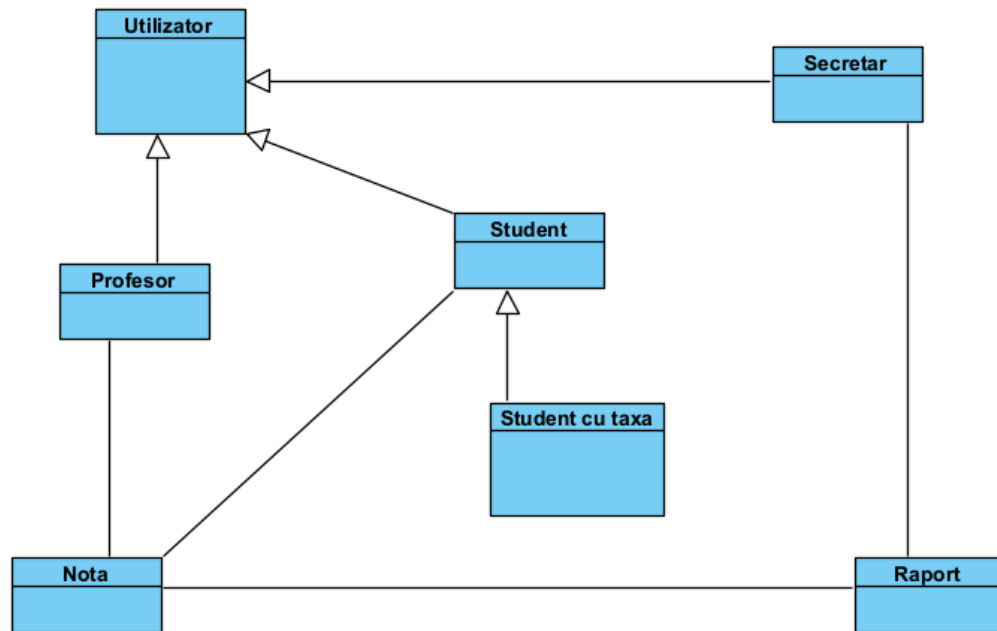 Utilizator
Secretar
Student
Profesor
Student cu taxa
Nota
Raport